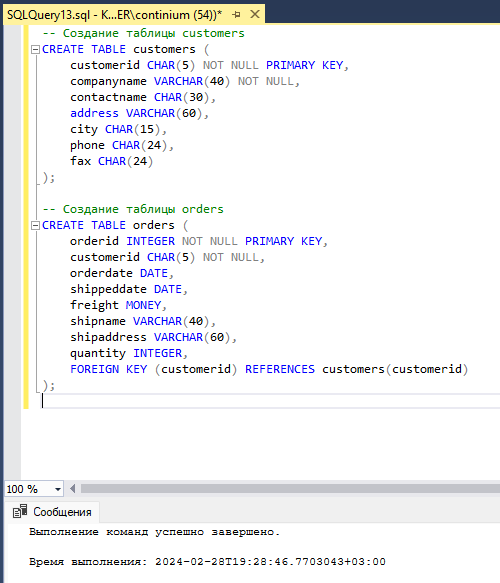 SQLQuery13.sql - K...ER\continium (54))*
-- Создание таблицы customers
CREATE TABLE customers (
customerid CHAR(5) NOT NULL PRIMARY KEY,
companyname VARCHAR(40) NOT NULL,
contactname CHAR(30),
address VARCHAR(60),
city CHAR(15),
phone CHAR(24),
fax CHAR(24)
);
-- Создание таблицы orders
CREATE TABLE orders (
orderid INTEGER NOT NULL PRIMARY KEY,
customerid CHAR(5) NOT NULL,
orderdate DATE,
shippeddate DATE,
freight MONEY,
shipname VARCHAR(40),
shipaddress VARCHAR(60),
quantity INTEGER,
FOREIGN KEY (customerid) REFERENCES customers(customerid)
);
100 %
Сообщения
Выполнение команд успешно завершено.
Время выполнения: 2024-02-28T19:28:46.7703043+03:00